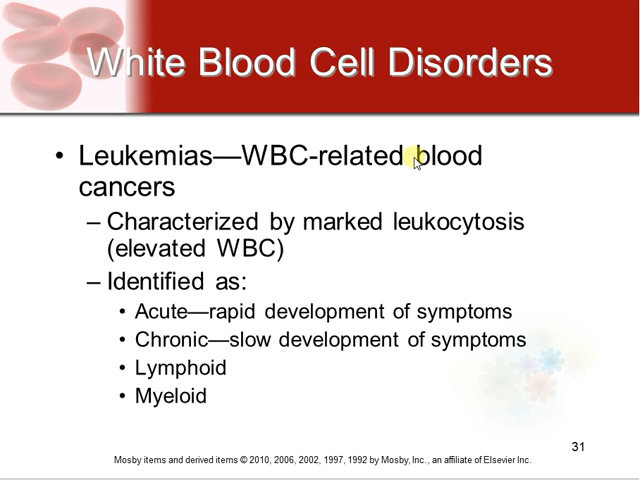 White Blood Cell Disorders
• Leukemias—WBC-related blood
cancers
– Characterized by marked leukocytosis
(elevated WBC)
– Identified as:
• Acute—rapid development of symptoms
• Chronic—slow development of symptoms
• Lymphoid
• Myeloid
31
Mosby items and derived items © 2010, 2006, 2002, 1997, 1992 by Mosby, Inc., an affiliate of Elsevier Inc.